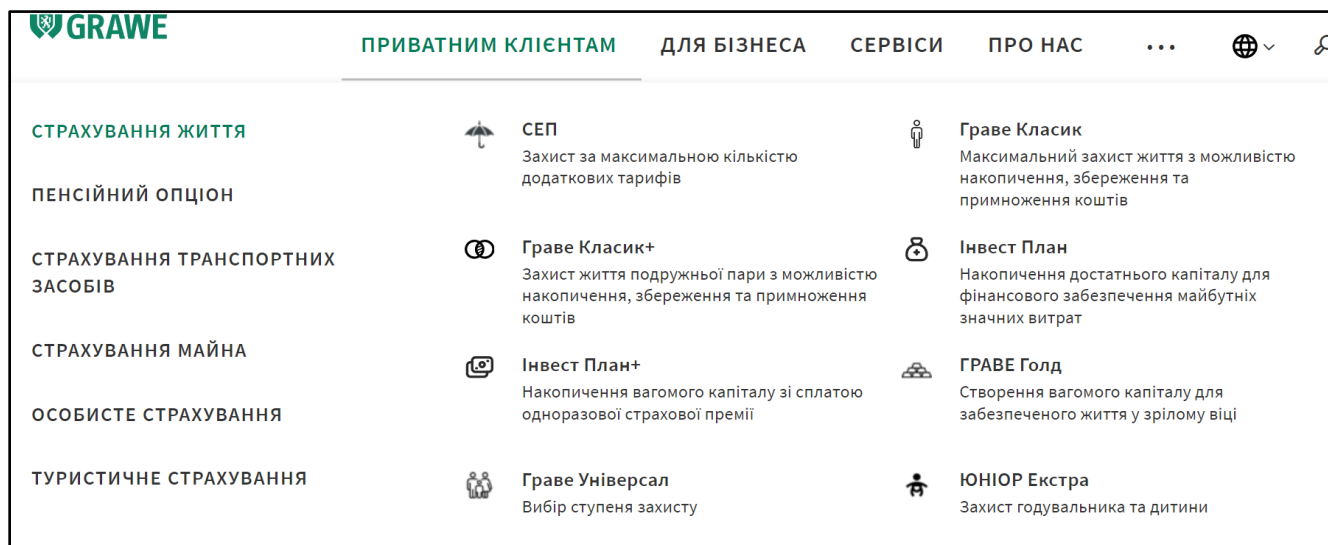 GRAWE
ПРИВАТНИМ КЛІЄНТАМ
ДЛЯ БІЗНЕСА
СЕРВІСИ
ПРО НАС
...
СТРАХУВАННЯ ЖИТТЯ
ПЕНСІЙНИЙ ОПЦІОН
СТРАХУВАННЯ ТРАНСПОРТНИХ
ЗАСОБІВ
СТРАХУВАННЯ МАЙНА
ОСОБИСТЕ СТРАХУВАННЯ
ТУРИСТИЧНЕ СТРАХУВАННЯ
СЕП
Захист за максимальною кількістю
додаткових тарифів
Граве Класик
Максимальний захист життя з можливістю
накопичення, збереження та
примноження коштів
Граве Класик+
Захист життя подружньої пари з можливістю
накопичення, збереження та примноження
коштів
Інвест План
Накопичення достатнього капіталу для
фінансового забезпечення майбутніх
значних витрат
Інвест План+
Накопичення вагомого капіталу зі сплатою
одноразової страхової премії
ГРАВЕ Голд
Створення вагомого капіталу для
забезпеченого життя у зрілому віці
Граве Універсал
Вибір ступеня захисту
ЮНІОР Екстра
Захист годувальника та дитини